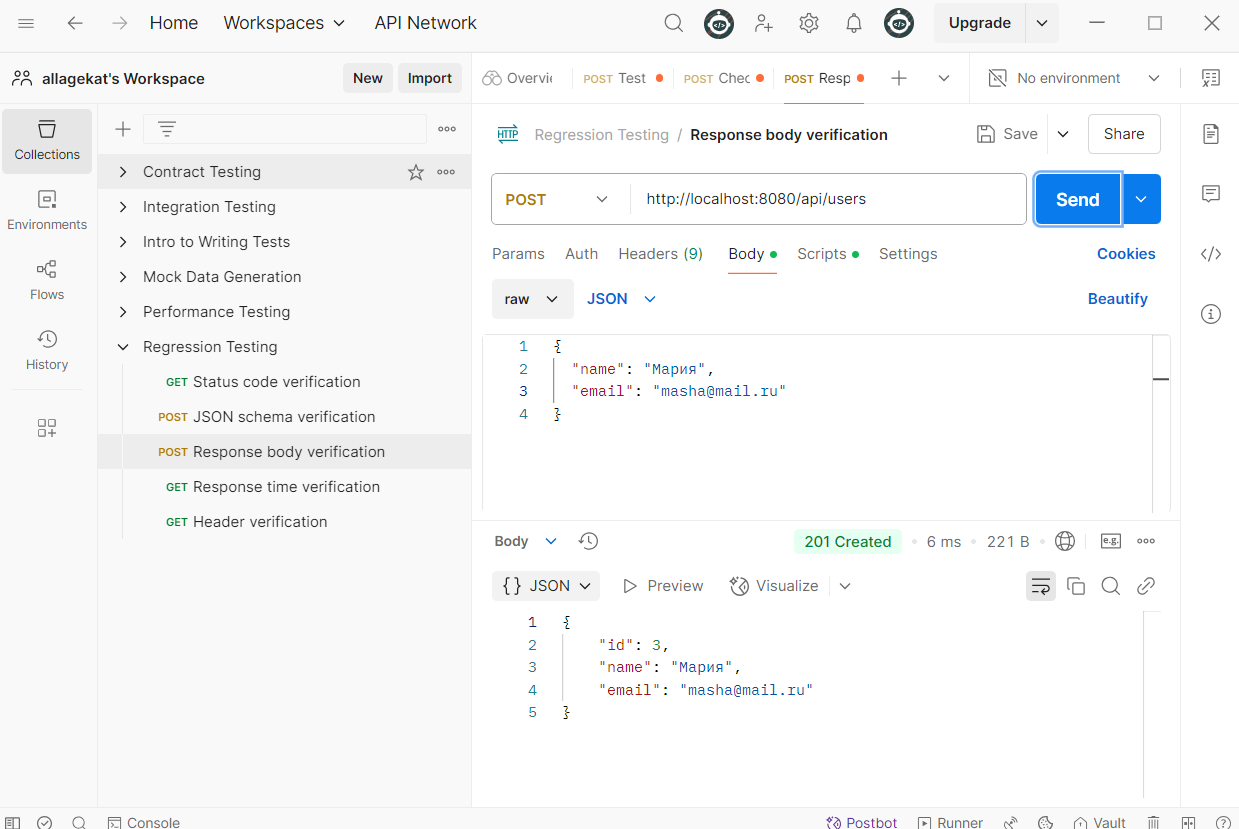 Home Workspaces API Network Upgrade
allagekat's Workspace New Import Overvi POST Test POST Chec POST Resp No environment
Collections
Environments
Flows
History
Contract Testing
Integration Testing
Intro to Writing Tests
Mock Data Generation
Performance Testing
Regression Testing
GET Status code verification
POST JSON schema verification
POST Response body verification
GET Response time verification
GET Header verification
HTTP Regression Testing / Response body verification Save Share
POST http://localhost:8080/api/users Send
Params Auth Headers (9) Body Scripts Settings Cookies
raw JSON Beautify
1 {
2 "name": "Мария",
3 "email": "masha@mail.ru"
4 }
Body 201 Created 6 ms 221 B e.g.
{} JSON Preview Visualize
1 {
2 "id": 3,
3 "name": "Мария",
4 "email": "masha@mail.ru"
5 }
Console Postbot Runner Vault